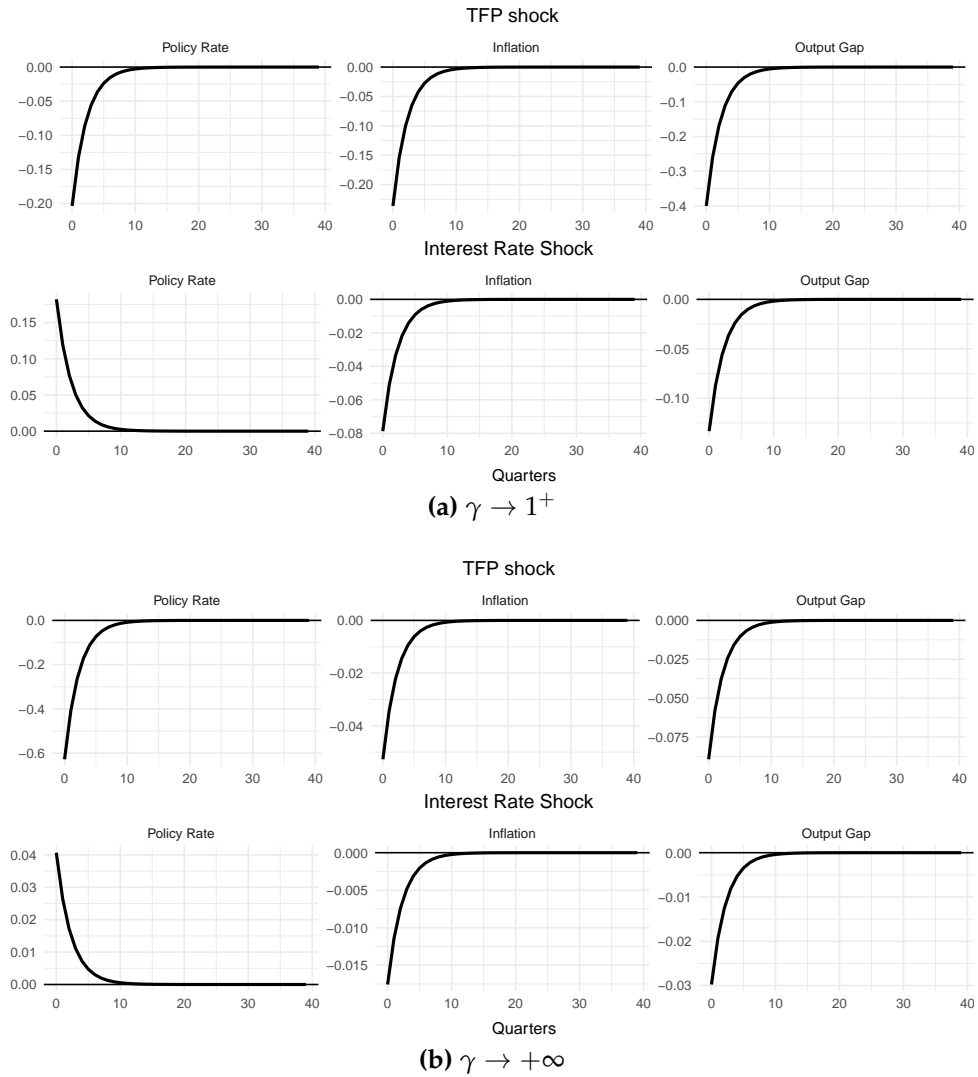 TFP shock
Policy Rate Inflation Output Gap
0.00 0.00 0.0
−0.05 −0.05 −0.1
−0.10 −0.10 −0.2
−0.15 −0.15 −0.3
−0.20 −0.20 −0.4
0 10 20 30 40 0 10 20 30 40 0 10 20 30 40
Interest Rate Shock
Policy Rate Inflation Output Gap
0.15 0.00 0.00
0.10 −0.02 −0.05
0.05 −0.04 −0.10
0.00 −0.06
−0.08
0 10 20 30 40 0 10 20 30 40 0 10 20 30 40
Quarters
(a) γ → 1⁺
TFP shock
Policy Rate Inflation Output Gap
0.0 0.00 0.000
−0.2 −0.02 −0.025
−0.4 −0.04 −0.050
−0.6 −0.075
0 10 20 30 40 0 10 20 30 40 0 10 20 30 40
Interest Rate Shock
Policy Rate Inflation Output Gap
0.04 0.000 0.00
0.03 −0.005 −0.01
0.02 −0.010 −0.02
0.01 −0.015 −0.03
0.00
0 10 20 30 40 0 10 20 30 40 0 10 20 30 40
Quarters
(b) γ → +∞